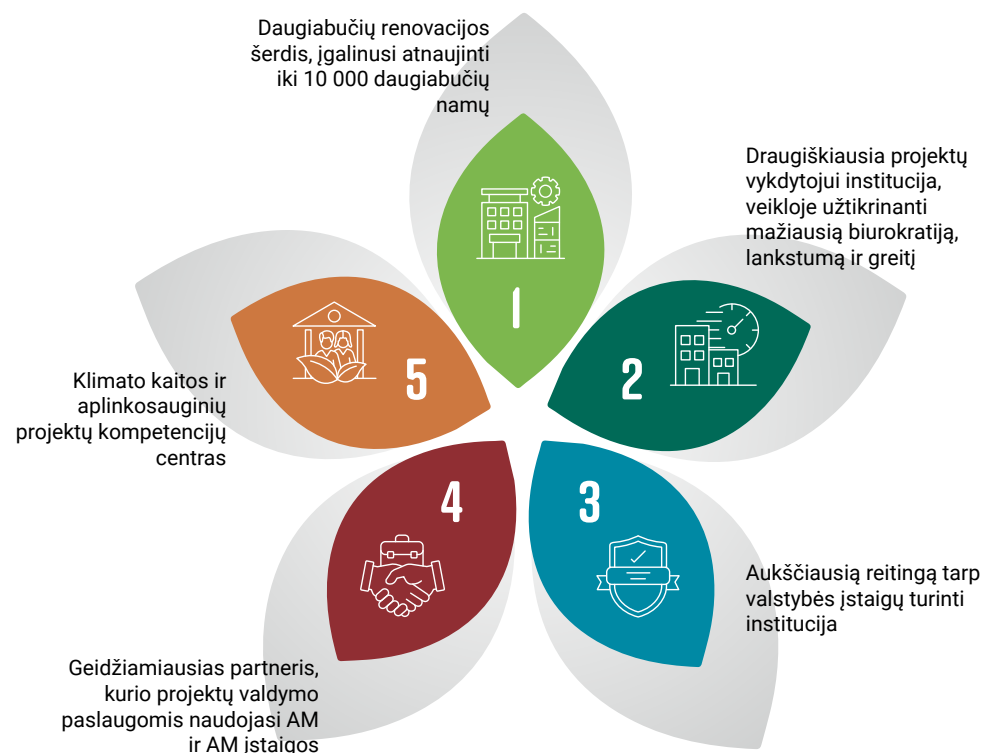 Daugiabučių renovacijos
šerdis, įgalinusi atnaujinti
iki 10 000 daugiabučių
namų
1
Draugiškiausia projektų
vykdytojui institucija,
veikloje užtikrinanti
mažiausią biurokratiją,
lankstumą ir greitį
2
3
Aukščiausią reitingą tarp
valstybės įstaigų turinti
institucija
4
Geidžiamiausias partneris,
kurio projektų valdymo
paslaugomis naudojasi AM
ir AM įstaigos
5
Klimato kaitos ir
aplinkosauginių
projektų kompetencijų
centras